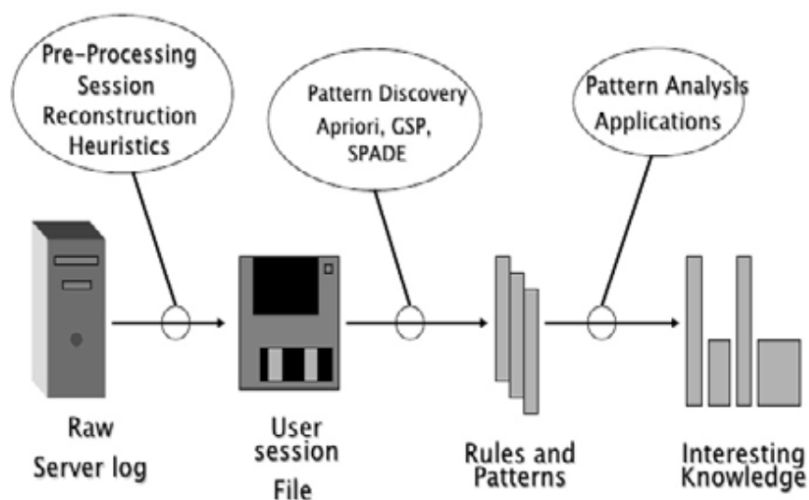 Pre-Processing
Session
Reconstruction
Heuristics
Pattern Discovery
Apriori, GSP,
SPADE
Pattern Analysis
Applications
Raw
Server log
User
session
File
Rules and
Patterns
Interesting
Knowledge